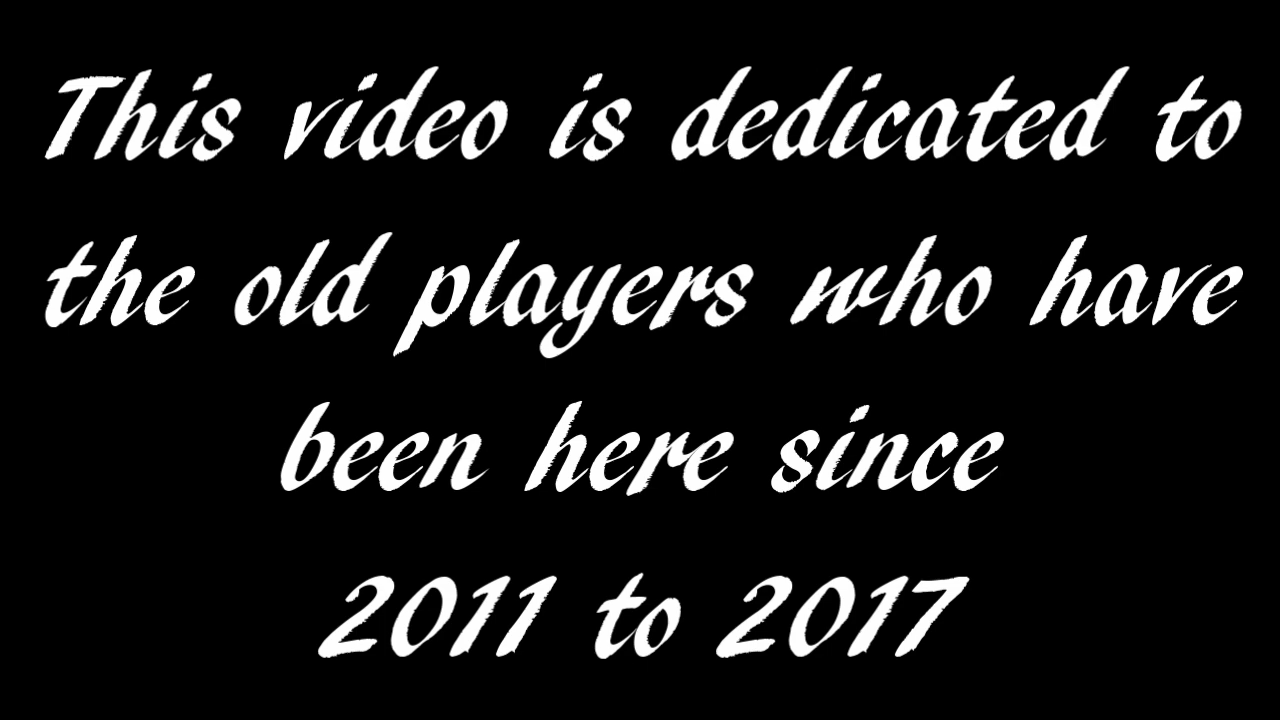 This video is dedicated to
the old players who have
been here since
2011 to 2017